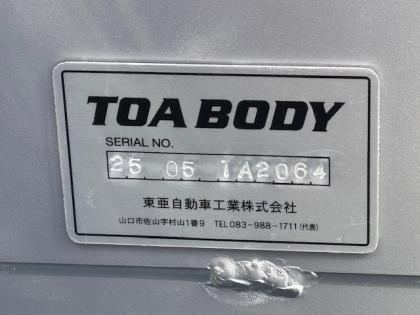 TOA BODY
SERIAL NO.
25 05 1A2064
東亜自動車工業株式会社
山口市佐山字村山1番9 TEL083-988-1711(代表)